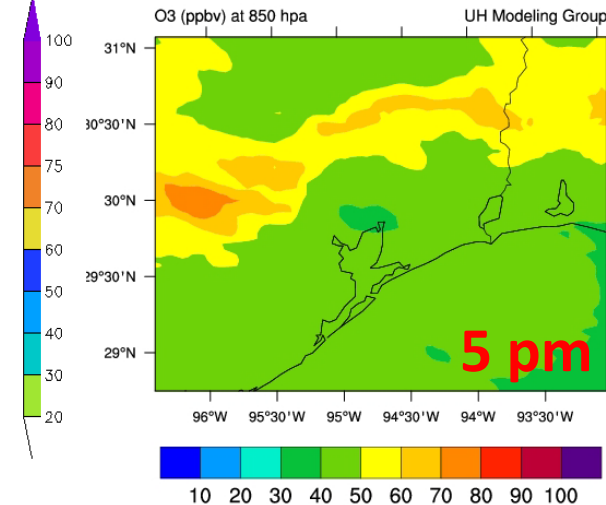 O3 (ppbv) at 850 hpa
UH Modeling Group
100
90
80
75
70
60
50
40
30
20
31°N
30°30'N
30°N
29°30'N
29°N
5 pm
96°W
95°30'W
95°W
94°30'W
94°W
93°30'W
10 20 30 40 50 60 70 80 90 100